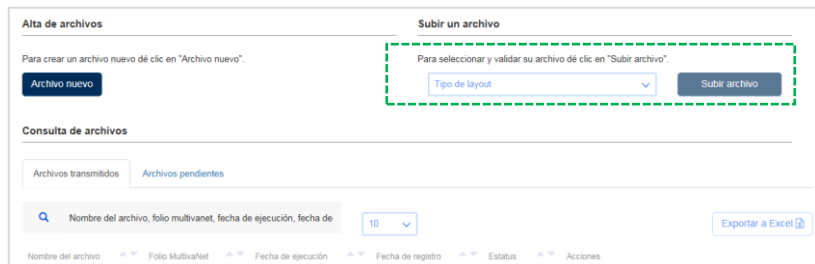 Alta de archivos
Subir un archivo
Para crear un archivo nuevo dé clic en "Archivo nuevo".
Para seleccionar y validar su archivo dé clic en "Subir archivo".
Archivo nuevo
Tipo de layout
Subir archivo
Consulta de archivos
Archivos transmitidos
Archivos pendientes
Nombre del archivo, folio multivanet, fecha de ejecución, fecha de
10
Exportar a Excel
Nombre del archivo
Folio MultivaNet
Fecha de ejecución
Fecha de registro
Estatus
Acciones